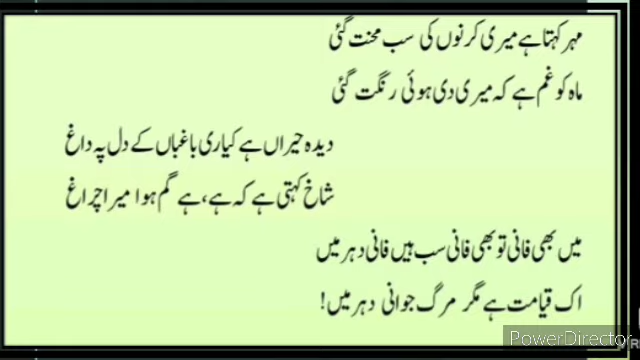 مہر کہتا ہے میری کرنوں کی سب محنت گئی
ماہ کو غم ہے کہ میری دی ہوئی رنگت گئی
دیدہ حیراں ہے کیاری باغباں کے دل پہ داغ
شاخ کہتی ہے کہ ہے، ہے گم ہوا میرا چراغ
میں بھی فانی تو بھی فانی سب ہیں فانی دہر میں
اک قیامت ہے مگر مرگ جوانی دہر میں!
PowerDirector